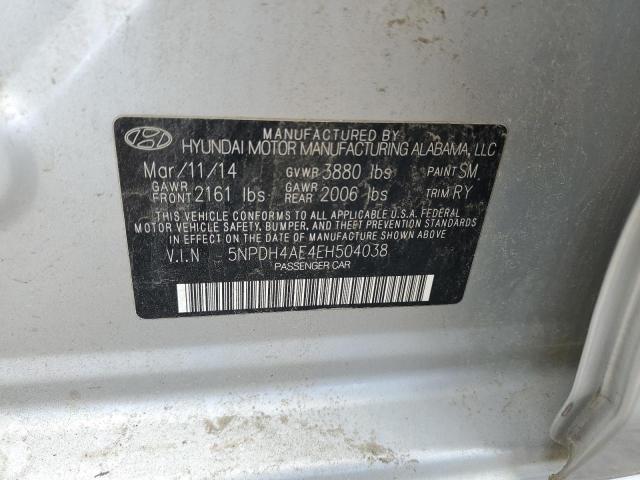 MANUFACTURED BY
HYUNDAI MOTOR MANUFACTURING ALABAMA, LLC
Mar/11/14 GVWR 3880 lbs PAINT SM
GAWR FRONT 2161 lbs GAWR REAR 2006 lbs TRIM RY
THIS VEHICLE CONFORMS TO ALL APPLICABLE U.S.A. FEDERAL
MOTOR VEHICLE SAFETY, BUMPER, AND THEFT PREVENTION STANDARDS
IN EFFECT ON THE DATE OF MANUFACTURE SHOWN ABOVE.
V.I.N 5NPDH4AE4EH504038
PASSENGER CAR